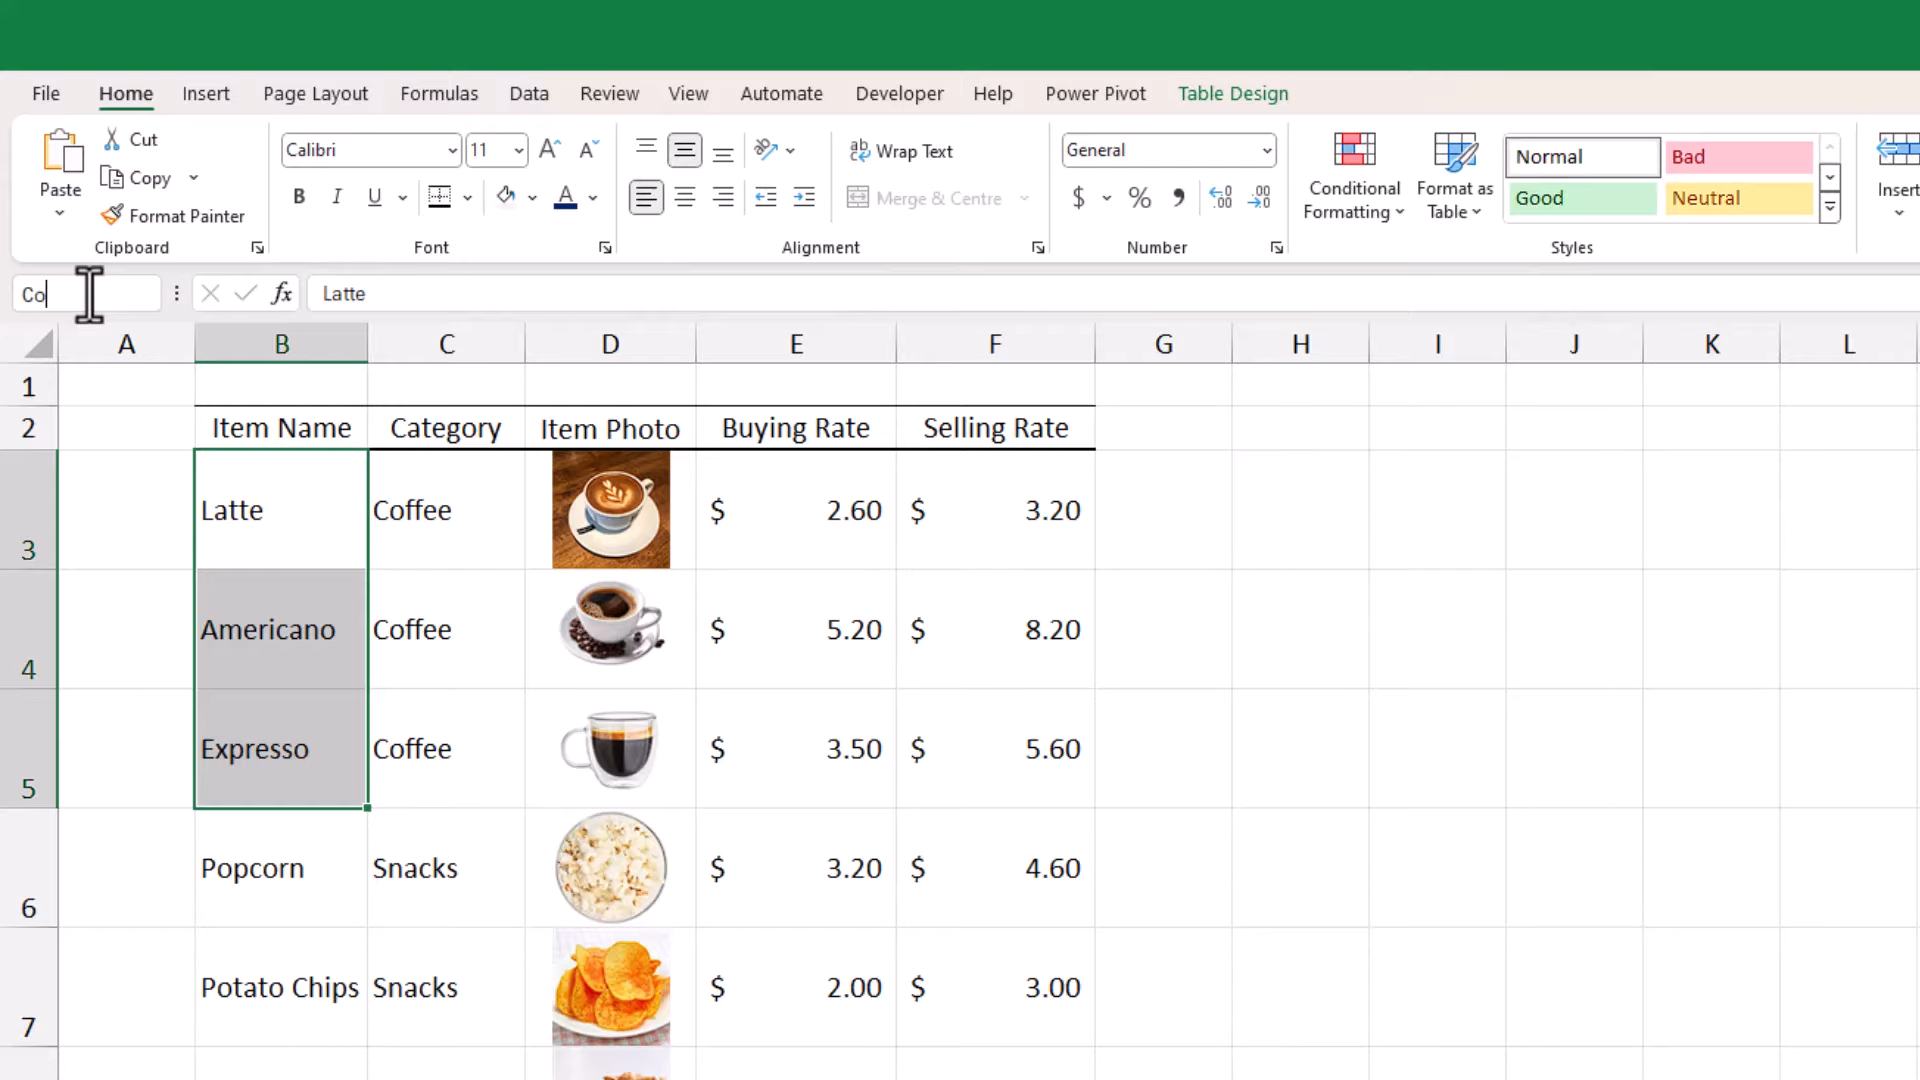 File Home Insert Page Layout Formulas Data Review View Automate Developer Help Power Pivot Table Design
Paste
Cut
Copy
Format Painter
Clipboard
Calibri 11 A A
B I U A
Font
ab Wrap Text
Merge & Centre
Alignment
General
$ % , .00 .00
Number
Conditional Formatting
Format as Table
Normal Bad
Good Neutral
Styles
Insert
Co fx Latte
A B C D E F G H I J K L
1
2 Item Name Category Item Photo Buying Rate Selling Rate
3 Latte Coffee $ 2.60 $ 3.20
4 Americano Coffee $ 5.20 $ 8.20
5 Expresso Coffee $ 3.50 $ 5.60
6 Popcorn Snacks $ 3.20 $ 4.60
7 Potato Chips Snacks $ 2.00 $ 3.00